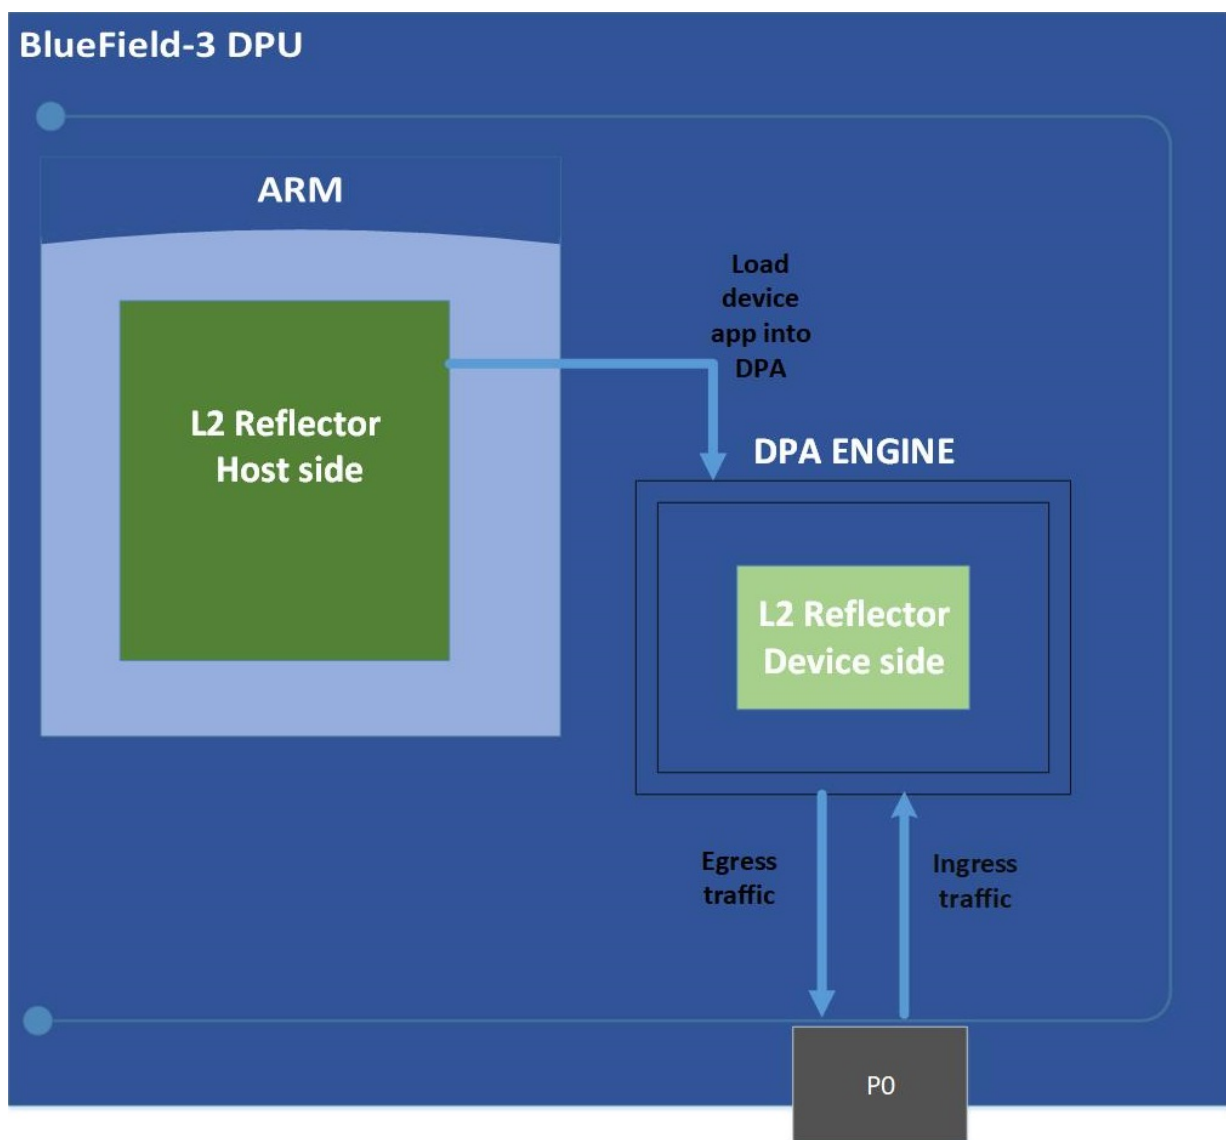 BlueField-3 DPU
ARM
Load
device
app into
DPA
L2 Reflector
Host side
DPA ENGINE
L2 Reflector
Device side
Egress
traffic
Ingress
traffic
P0